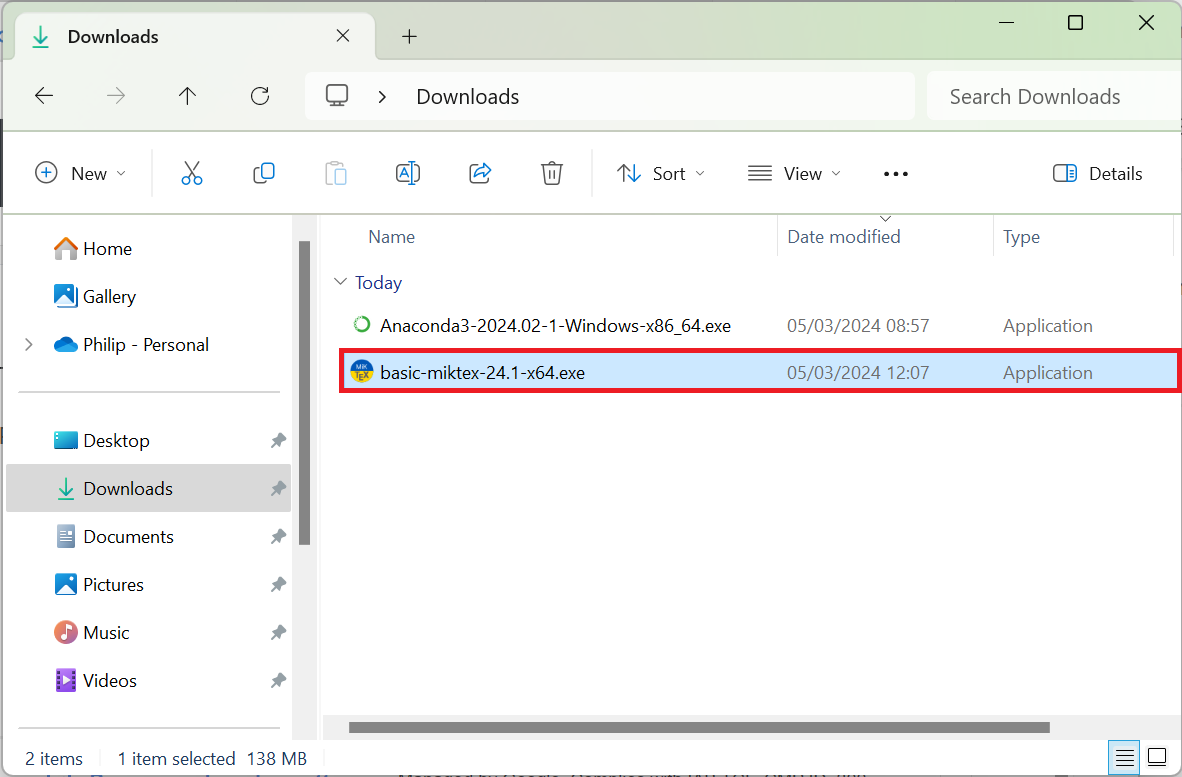 Downloads
Downloads
Search Downloads
New
Sort
View
Details
Name Date modified Type
Home
Gallery
Philip - Personal
Desktop
Downloads
Documents
Pictures
Music
Videos
Today
Anaconda3-2024.02-1-Windows-x86_64.exe 05/03/2024 08:57 Application
MiK
TEX
basic-miktex-24.1-x64.exe 05/03/2024 12:07 Application
2 items 1 item selected 138 MB